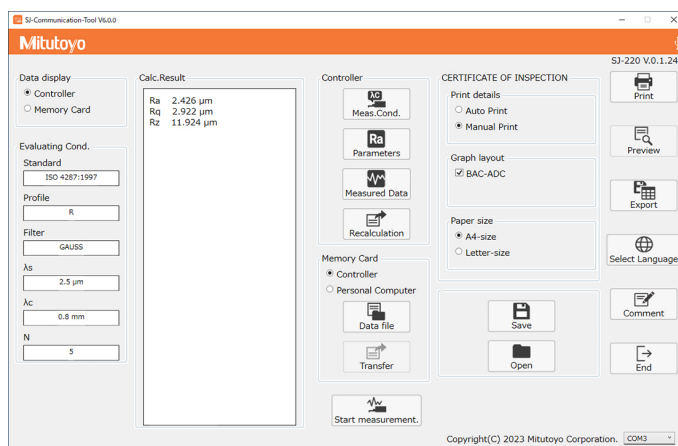 SJ-Communication-Tool V6.0.0
Mitutoyo
SJ-220 V.0.1.24
Data display
Controller
Memory Card
Evaluating Cond.
Standard
ISO 4287:1997
Profile
R
Filter
GAUSS
λs
2.5 μm
λc
0.8 mm
N
5
Calc.Result
Ra 2.426 μm
Rq 2.922 μm
Rz 11.924 μm
Controller
λc
Meas.Cond.
Ra
Parameters
Measured Data
Recalculation
Memory Card
Controller
Personal Computer
Data file
Transfer
Start measurement.
CERTIFICATE OF INSPECTION
Print details
Auto Print
Manual Print
Graph layout
BAC-ADC
Paper size
A4-size
Letter-size
Save
Open
Print
Preview
Export
Select Language
Comment
End
Copyright(C) 2023 Mitutoyo Corporation.
COM3